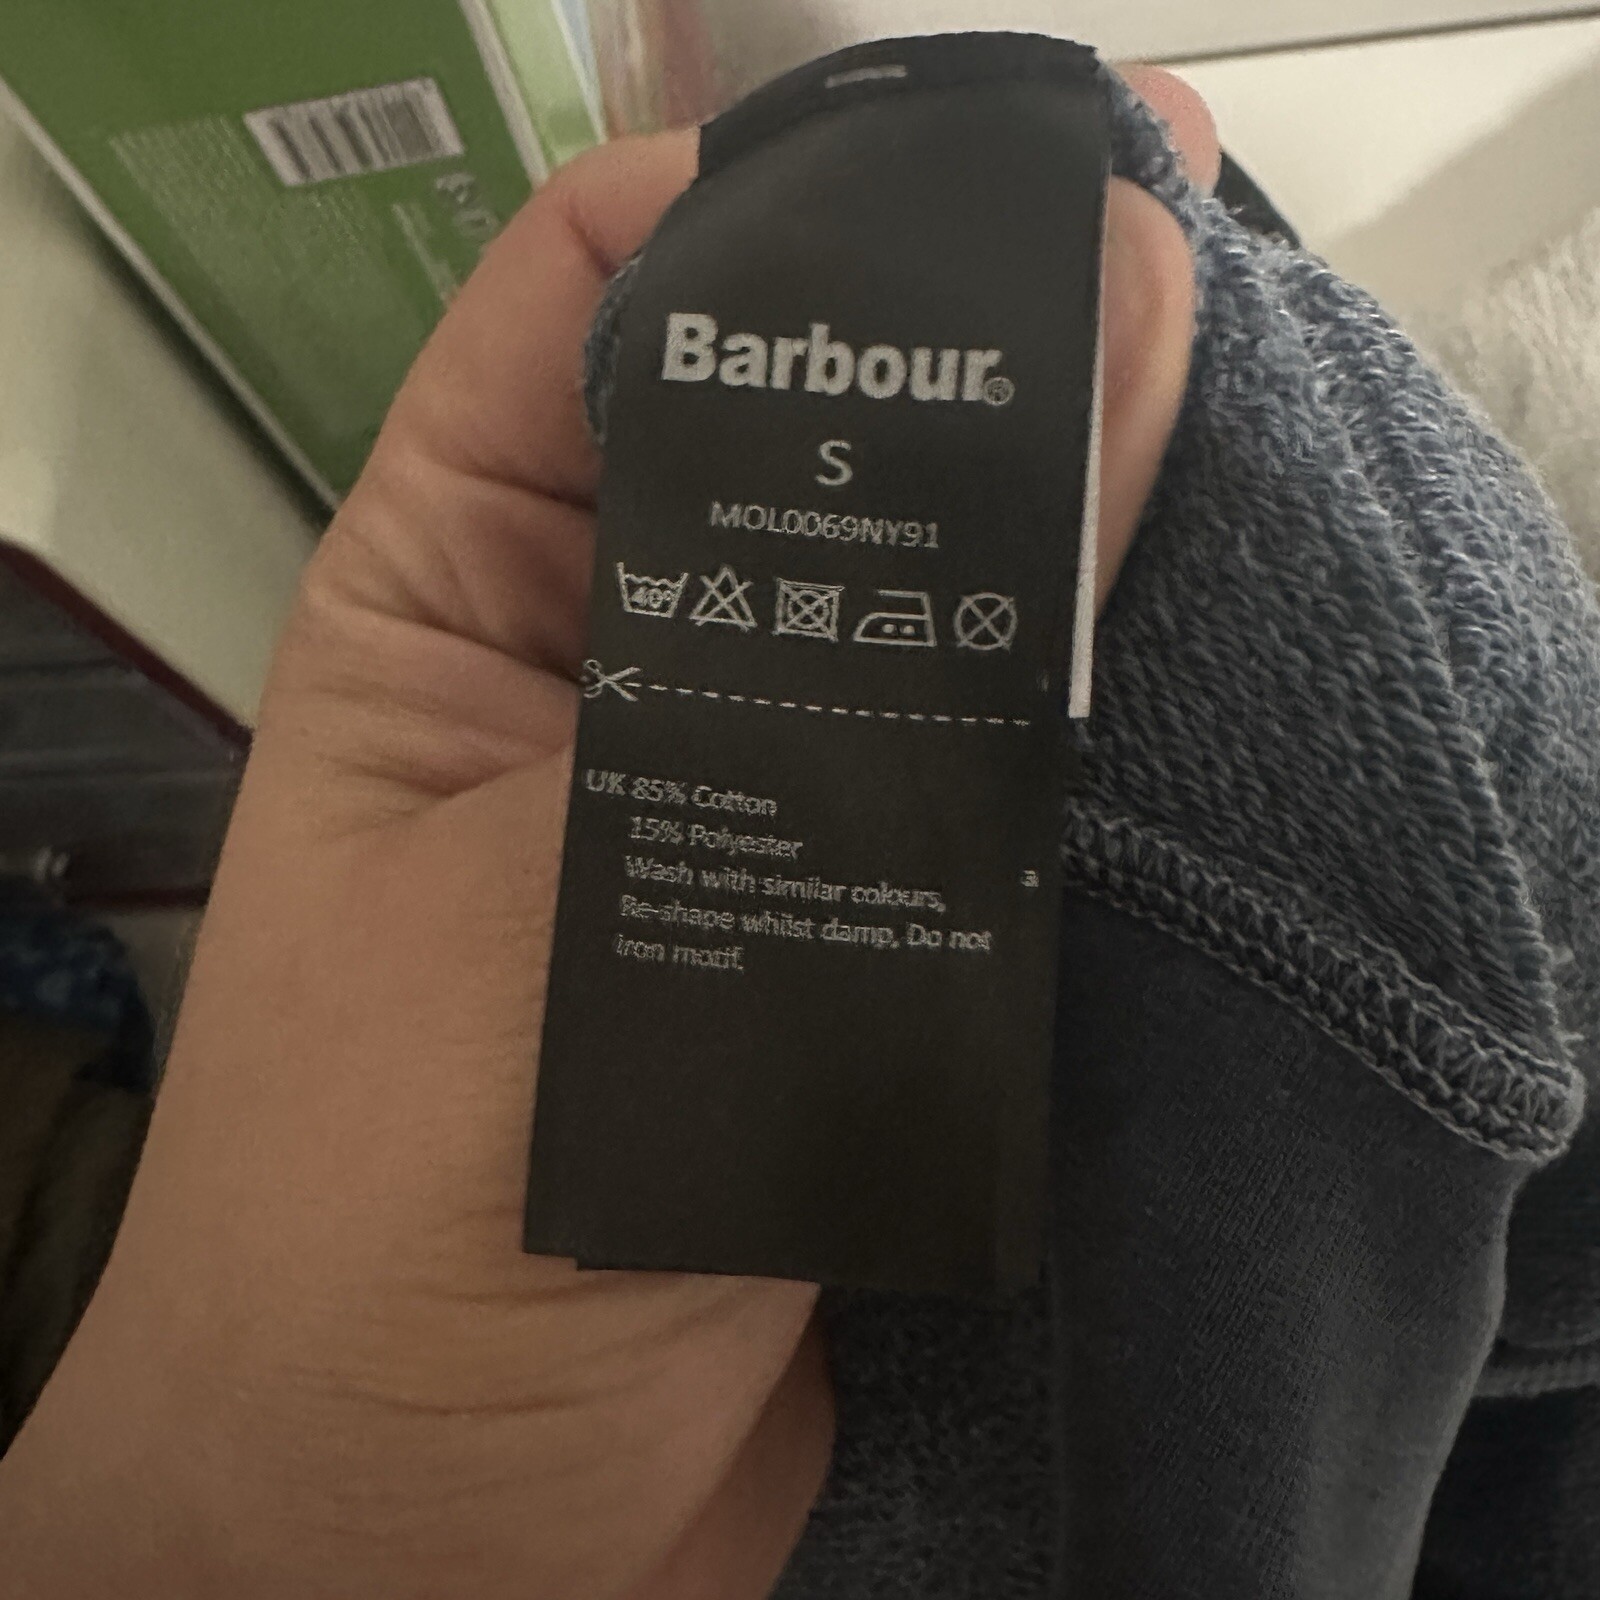 Barbour®
S
MOL0069NY91
40°
UK 85% Cotton
15% Polyester
Wash with similar colours,
a
Re-shape whilst damp, Do not
iron motif.